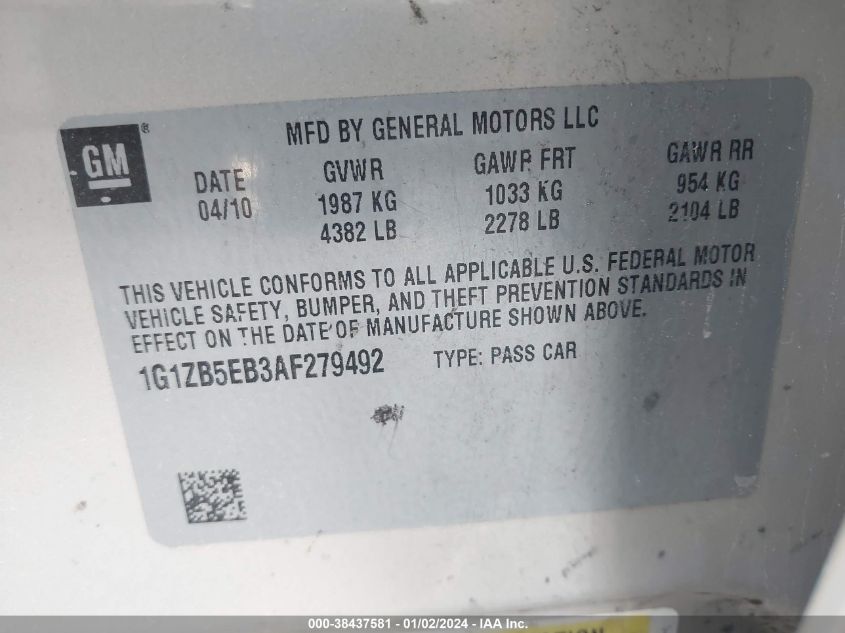 MFD BY GENERAL MOTORS LLC
GM®
DATE GVWR GAWR FRT GAWR RR
04/10 1987 KG 1033 KG 954 KG
4382 LB 2278 LB 2104 LB
THIS VEHICLE CONFORMS TO ALL APPLICABLE U.S. FEDERAL MOTOR
VEHICLE SAFETY, BUMPER, AND THEFT PREVENTION STANDARDS IN
EFFECT ON THE DATE OF MANUFACTURE SHOWN ABOVE.
1G1ZB5EB3AF279492 TYPE: PASS CAR
000-38437581 - 01/02/2024 - IAA Inc.